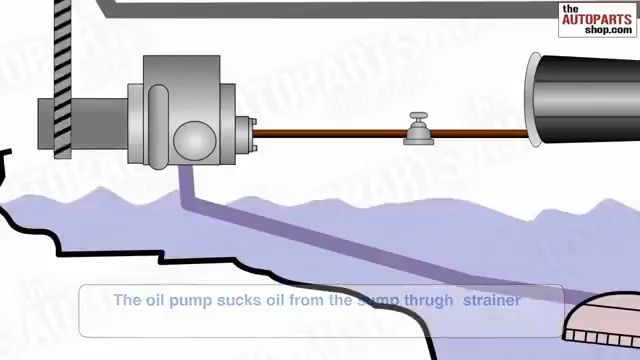 the
AUTOPARTS
shop.com
The oil pump sucks oil from the sump thrugh strainer